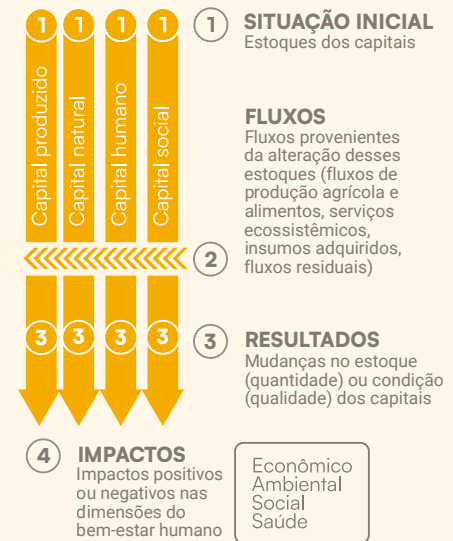 1 1 1 1 1
SITUAÇÃO INICIAL
Estoques dos capitais
Capital produzido
Capital natural
Capital humano
Capital social
FLUXOS
Fluxos provenientes
da alteração desses
estoques (fluxos de
produção agrícola e
alimentos, serviços
ecossistêmicos,
insumos adquiridos,
fluxos residuais)
2
3 3 3 3 3
RESULTADOS
Mudanças no estoque
(quantidade) ou condição
(qualidade) dos capitais
4
IMPACTOS
Impactos positivos
ou negativos nas
dimensões do
bem-estar humano
Econômico
Ambiental
Social
Saúde